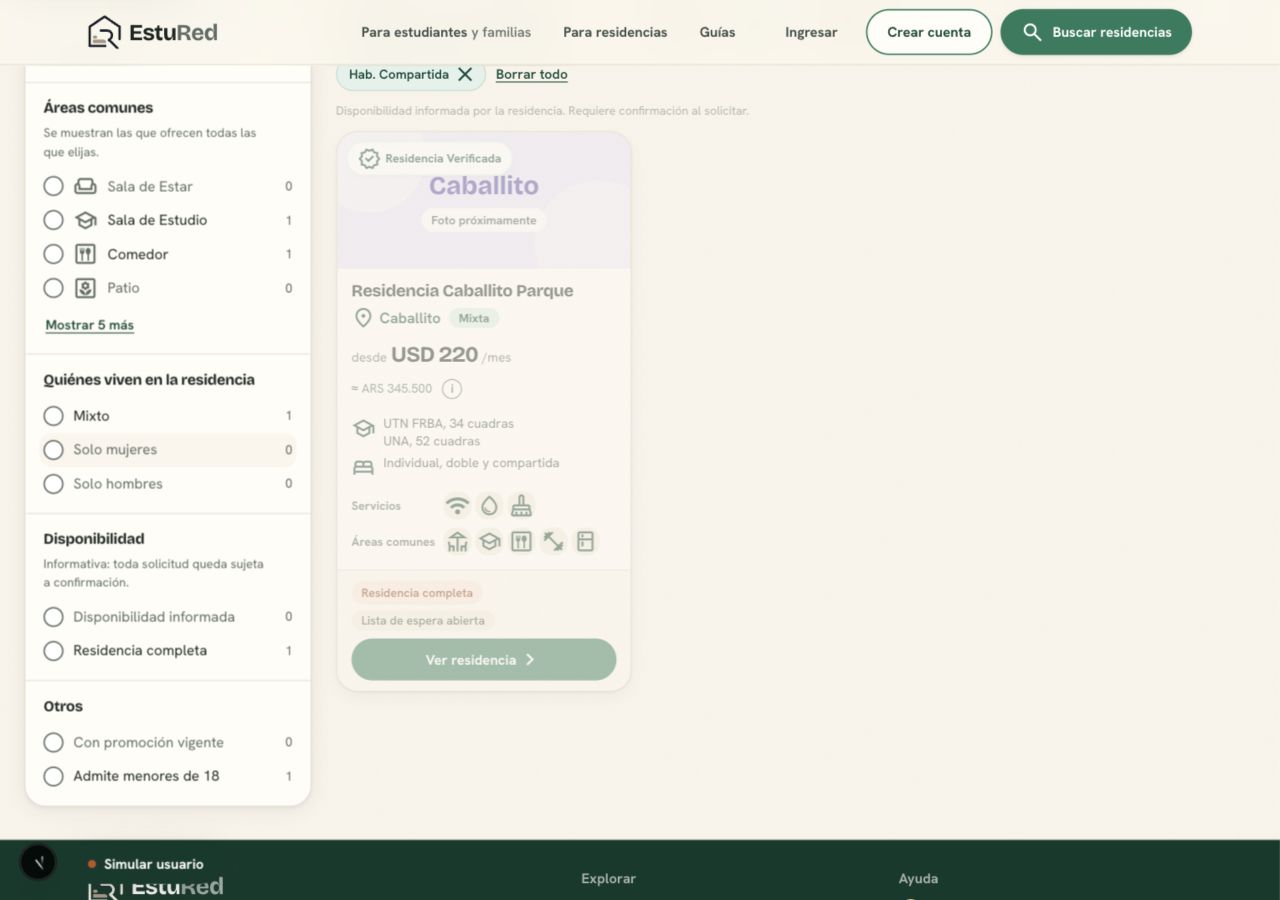 EstuRed
Para estudiantes y familias
Para residencias
Guías
Ingresar
Crear cuenta
Buscar residencias
Hab. Compartida
Borrar todo
Disponibilidad informada por la residencia. Requiere confirmación al solicitar.
Áreas comunes
Se muestran las que ofrecen todas las
que elijas.
Sala de Estar 0
Sala de Estudio 1
Comedor 1
Patio 0
Mostrar 5 más
Quiénes viven en la residencia
Mixto 1
Solo mujeres 0
Solo hombres 0
Disponibilidad
Informativa: toda solicitud queda sujeta
a confirmación.
Disponibilidad informada 0
Residencia completa 1
Otros
Con promoción vigente 0
Admite menores de 18 1
Residencia Verificada
Caballito
Foto próximamente
Residencia Caballito Parque
Caballito Mixta
desde USD 220 /mes
≈ ARS 345.500 i
UTN FRBA, 34 cuadras
UNA, 52 cuadras
Individual, doble y compartida
Servicios
Áreas comunes
Residencia completa
Lista de espera abierta
Ver residencia
Simular usuario
EstuRed
Explorar
Ayuda